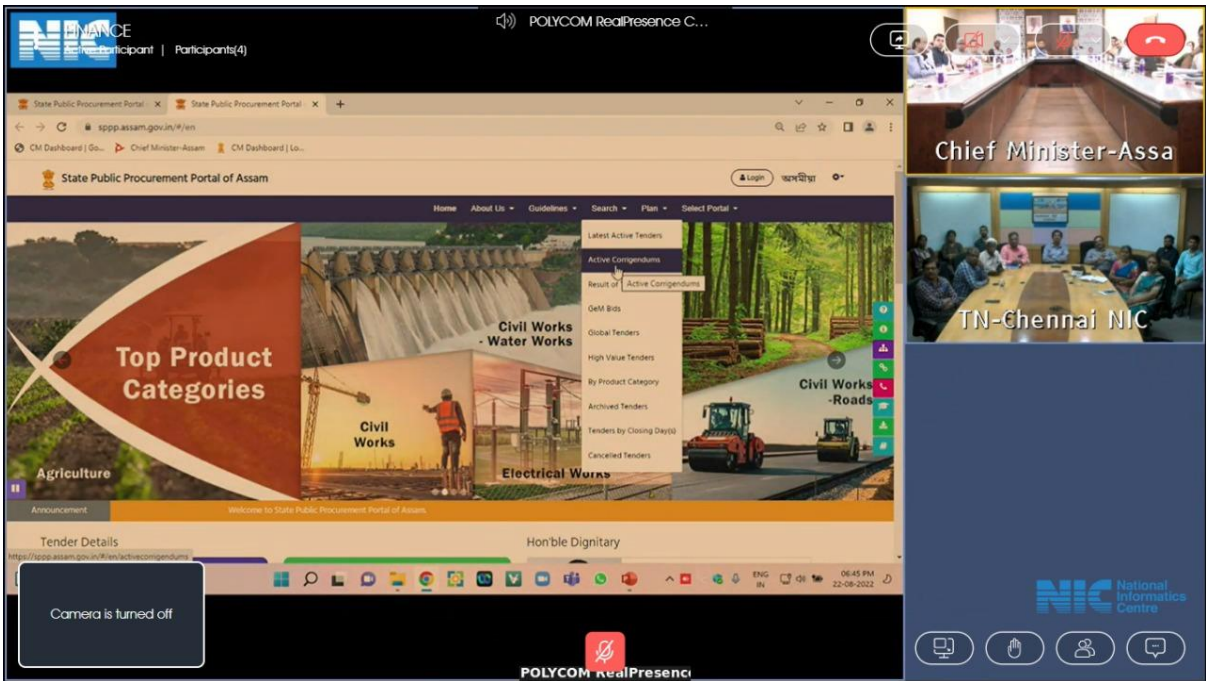 NIC
FINANCE
Active Participant | Participants(4)
POLYCOM RealPresence C...
State Public Procurement Portal
State Public Procurement Portal
sppp.assam.gov.in/#/en
CM Dashboard | Go...
Chief Minister-Assam
CM Dashboard | Lo...
State Public Procurement Portal of Assam
Login
অসমীয়া
Home
About Us
Guidelines
Search
Plan
Select Portal
Latest Active Tenders
Active Corrigendums
Result of
Active Corrigendums
GeM Bids
Global Tenders
High Value Tenders
By Product Category
Archived Tenders
Tenders by Closing Day(s)
Cancelled Tenders
Top Product
Categories
Agriculture
Civil Works
- Water Works
Civil
Works
Electrical Works
Civil Works
-Roads
Announcement
Welcome to State Public Procurement Portal of Assam
Tender Details
Hon'ble Dignitary
https://sppp.assam.gov.in/#/en/activecorrigendums
ENG
IN
06:45 PM
22-08-2022
Camera is turned off
POLYCOM RealPresenc
Chief Minister-Assa
TN-Chennai NIC
NIC
National
Informatics
Centre